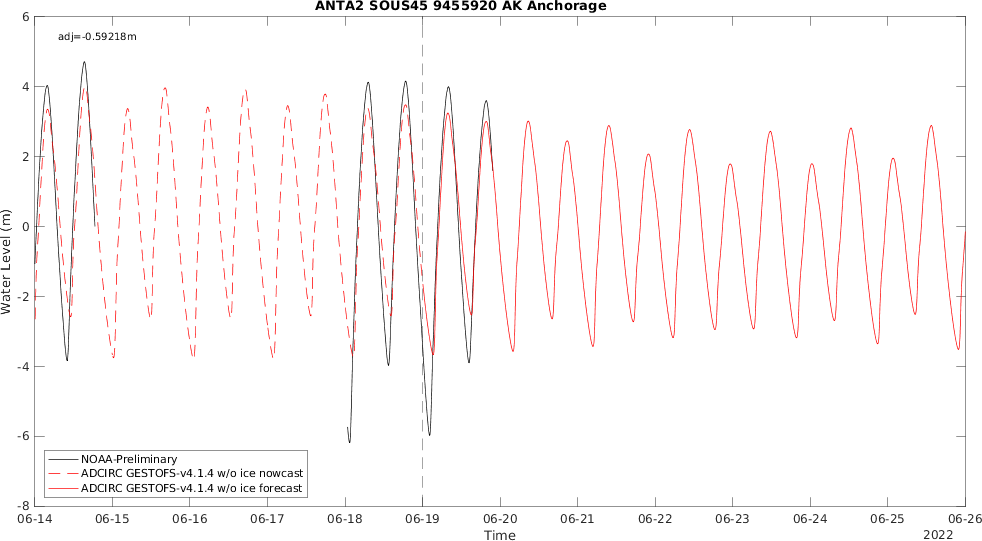 ANTA2 SOUS45 9455920 AK Anchorage
adj=-0.59218m
6
4
2
0
-2
-4
-6
-8
Water Level (m)
NOAA-Preliminary
ADCIRC GESTOFS-v4.1.4 w/o ice nowcast
ADCIRC GESTOFS-v4.1.4 w/o ice forecast
06-14 06-15 06-16 06-17 06-18 06-19 06-20 06-21 06-22 06-23 06-24 06-25 06-26
Time
2022